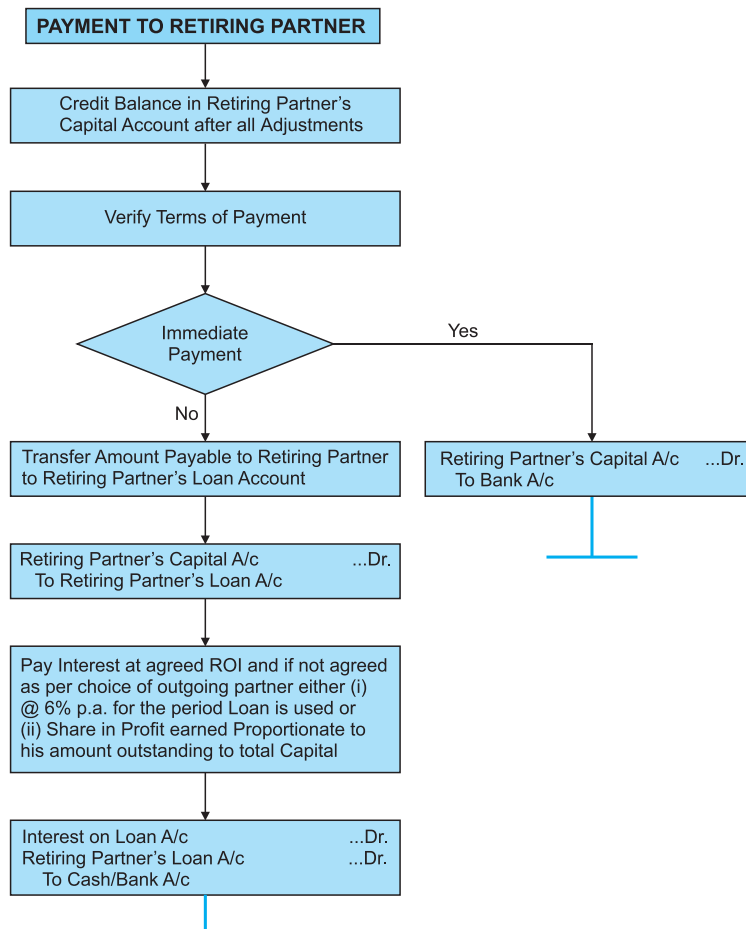 PAYMENT TO RETIRING PARTNER
Credit Balance in Retiring Partner's
Capital Account after all Adjustments
Verify Terms of Payment
Immediate
Payment
Yes
No
Transfer Amount Payable to Retiring Partner
to Retiring Partner's Loan Account
Retiring Partner's Capital A/c ...Dr.
To Bank A/c
Retiring Partner's Capital A/c ...Dr.
To Retiring Partner's Loan A/c
Pay Interest at agreed ROI and if not agreed
as per choice of outgoing partner either (i)
@ 6% p.a. for the period Loan is used or
(ii) Share in Profit earned Proportionate to
his amount outstanding to total Capital
Interest on Loan A/c ...Dr.
Retiring Partner's Loan A/c ...Dr.
To Cash/Bank A/c